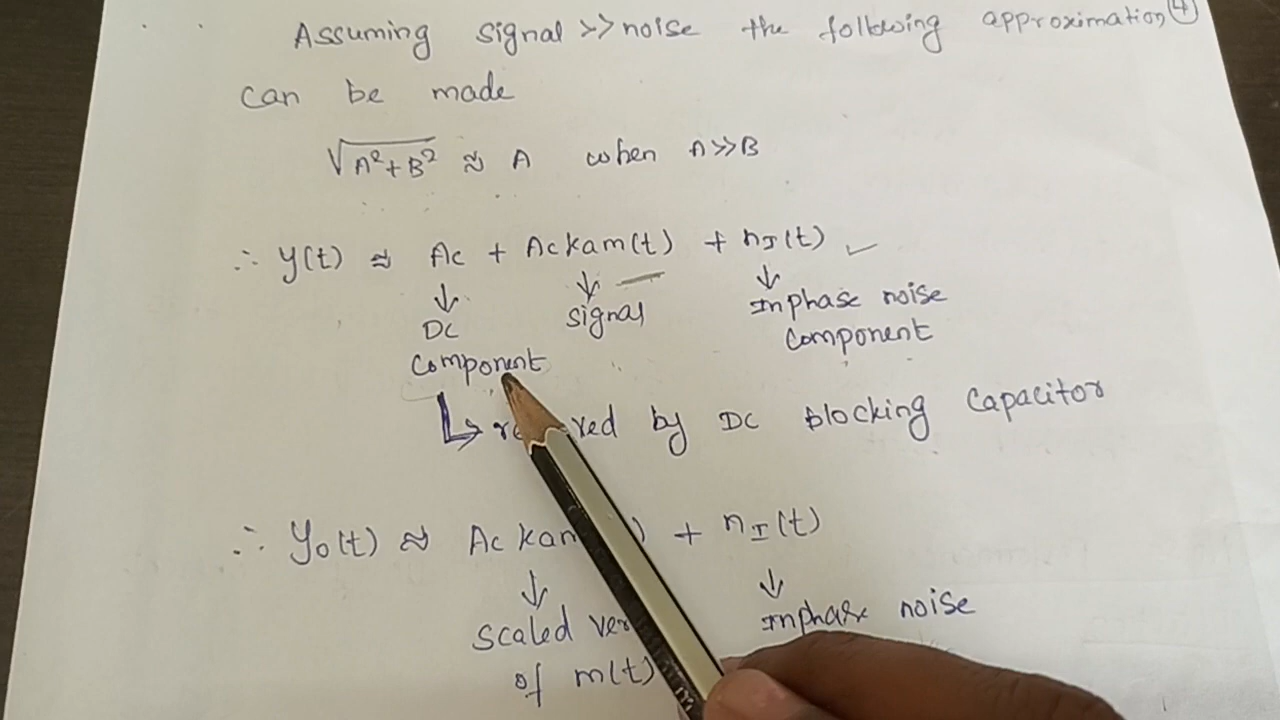 Assuming signal >> noise the following approximation ④
can be made
√(A²+B²) ≈ A when A>>B
∴ y(t) ≈ Ac + Ackam(t) + nI(t)
↓ ↓ ↓
DC signal Inphase noise
component component
by DC blocking capacitor
∴ yo(t) ≈ Ac + nI(t)
↓ ↓
scaled Inphase noise
of m(t)